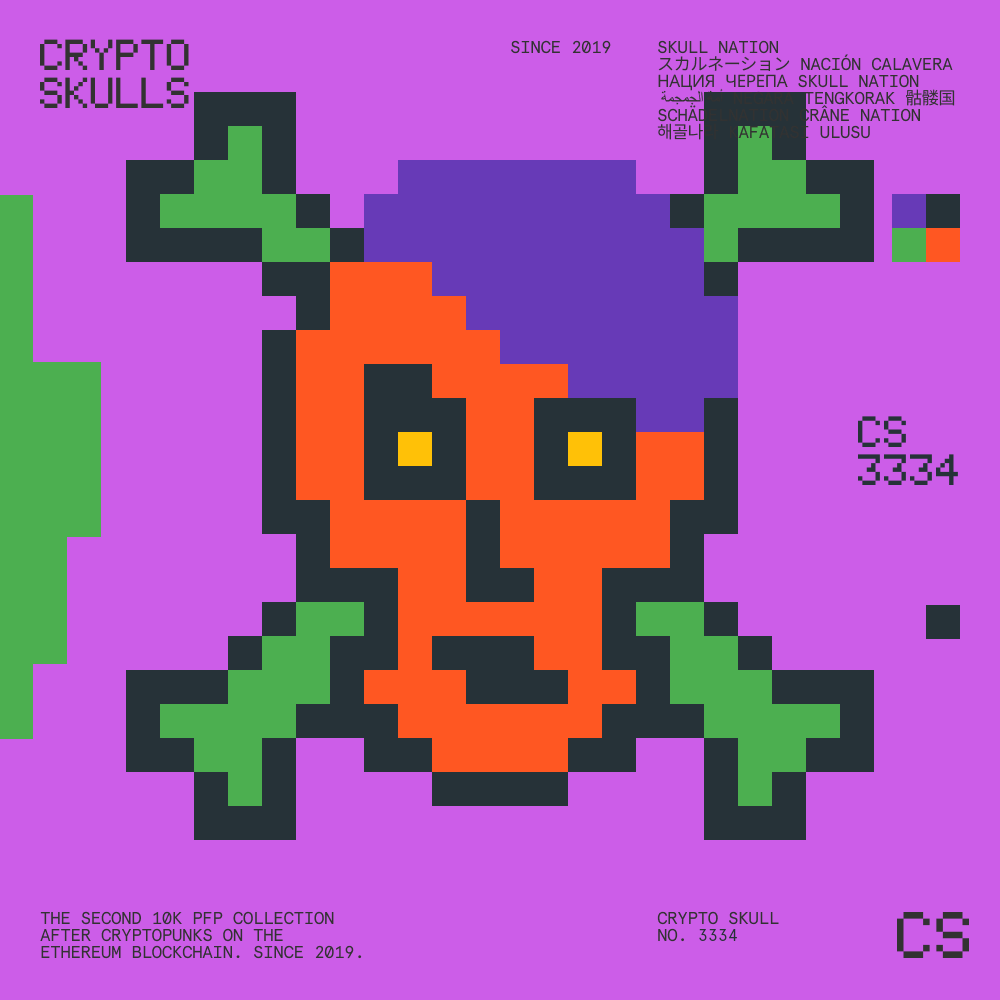 CRYPTO
SKULLS
SINCE 2019
SKULL NATION
スカルネーション NACIÓN CALAVERA
НАЦИЯ ЧЕРЕПА SKULL NATION
الجمجمة TENGKORAK 骷髅国
SCHÄD CRÂNE NATION
해골나 KAFATASI ULUSU
CS
3334
THE SECOND 10K PFP COLLECTION
AFTER CRYPTOPUNKS ON THE
ETHEREUM BLOCKCHAIN. SINCE 2019.
CRYPTO SKULL
NO. 3334
CS